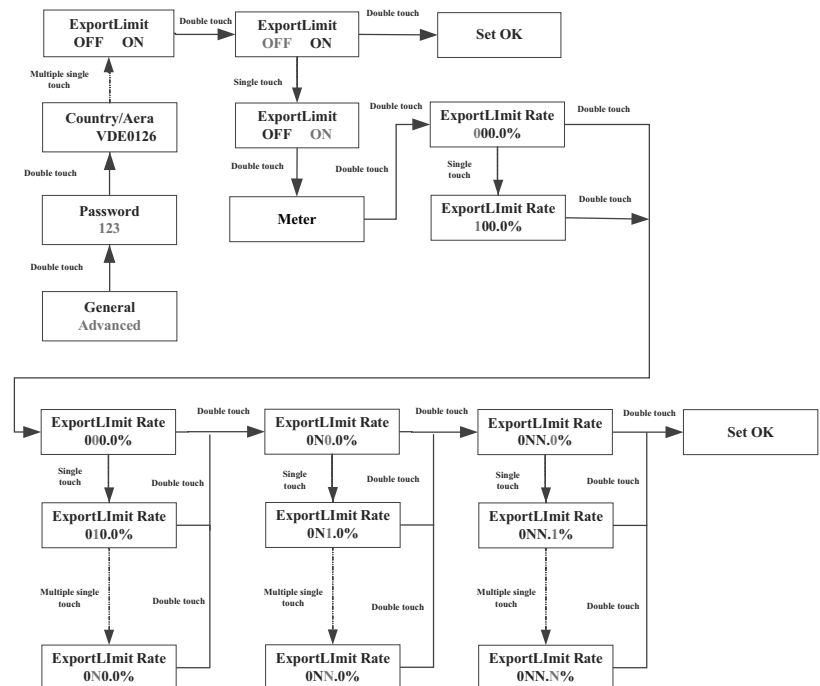 ExportLimit
OFF ON
Double touch
ExportLimit
OFF ON
Double touch
Set OK
Multiple single
touch
Single touch
Country/Aera
VDE0126
ExportLimit
OFF ON
Double touch
ExportLImit Rate
000.0%
Double touch
Double touch
Double touch
Double touch
Single
touch
Password
123
Meter
ExportLImit Rate
100.0%
Double touch
Double touch
General
Advanced
ExportLImit Rate
000.0%
Double touch
ExportLImit Rate
0N0.0%
Double touch
ExportLImit Rate
0NN.0%
Double touch
Set OK
Single
touch
Double touch
Single
touch
Double touch
Single
touch
Double touch
ExportLImit Rate
010.0%
ExportLImit Rate
0N1.0%
ExportLImit Rate
0NN.1%
Multiple single
touch
Double touch
Multiple single
touch
Double touch
Multiple single
touch
Double touch
ExportLImit Rate
0N0.0%
ExportLImit Rate
0NN.0%
ExportLImit Rate
0NN.N%